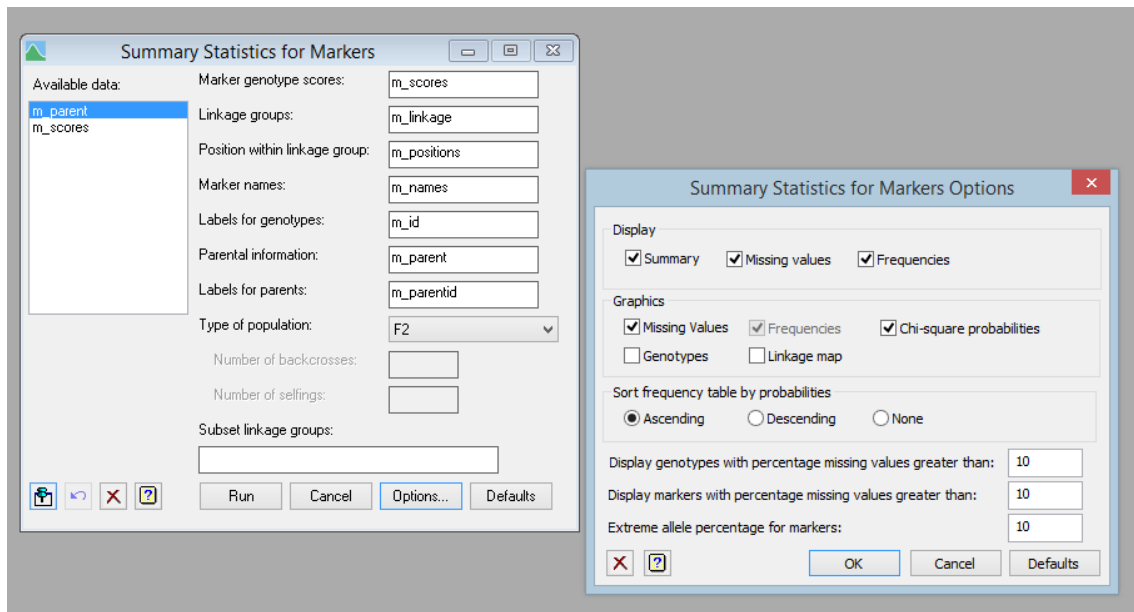 Summary Statistics for Markers
Available data:
m_parent
m_scores
Marker genotype scores: m_scores
Linkage groups: m_linkage
Position within linkage group: m_positions
Marker names: m_names
Labels for genotypes: m_id
Parental information: m_parent
Labels for parents: m_parentid
Type of population: F2
Number of backcrosses:
Number of selfings:
Subset linkage groups:
Run Cancel Options... Defaults
Summary Statistics for Markers Options
Display
Summary Missing values Frequencies
Graphics
Missing Values Frequencies Chi-square probabilities
Genotypes Linkage map
Sort frequency table by probabilities
Ascending Descending None
Display genotypes with percentage missing values greater than: 10
Display markers with percentage missing values greater than: 10
Extreme allele percentage for markers: 10
OK Cancel Defaults